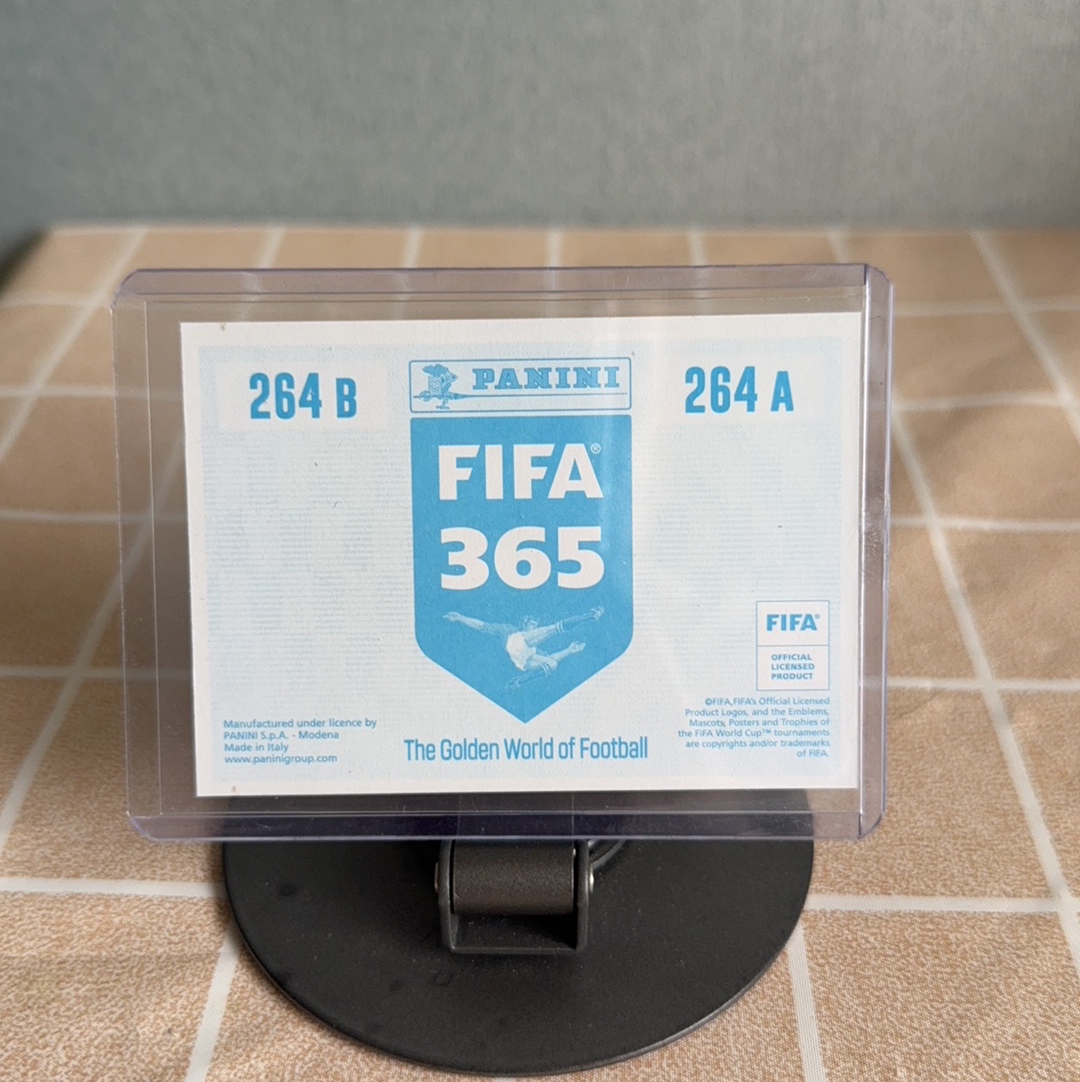 264 B
PANINI
264 A
FIFA®
365
FIFA®
OFFICIAL
LICENSED
PRODUCT
Manufactured under licence by
PANINI S.p.A. - Modena
Made in Italy
www.paninigroup.com
The Golden World of Football
©FIFA, FIFA's Official Licensed
Product Logos, and the Emblems,
Mascots, Posters and Trophies of
the FIFA World Cup™ tournaments
are copyrights and/or trademarks
of FIFA.